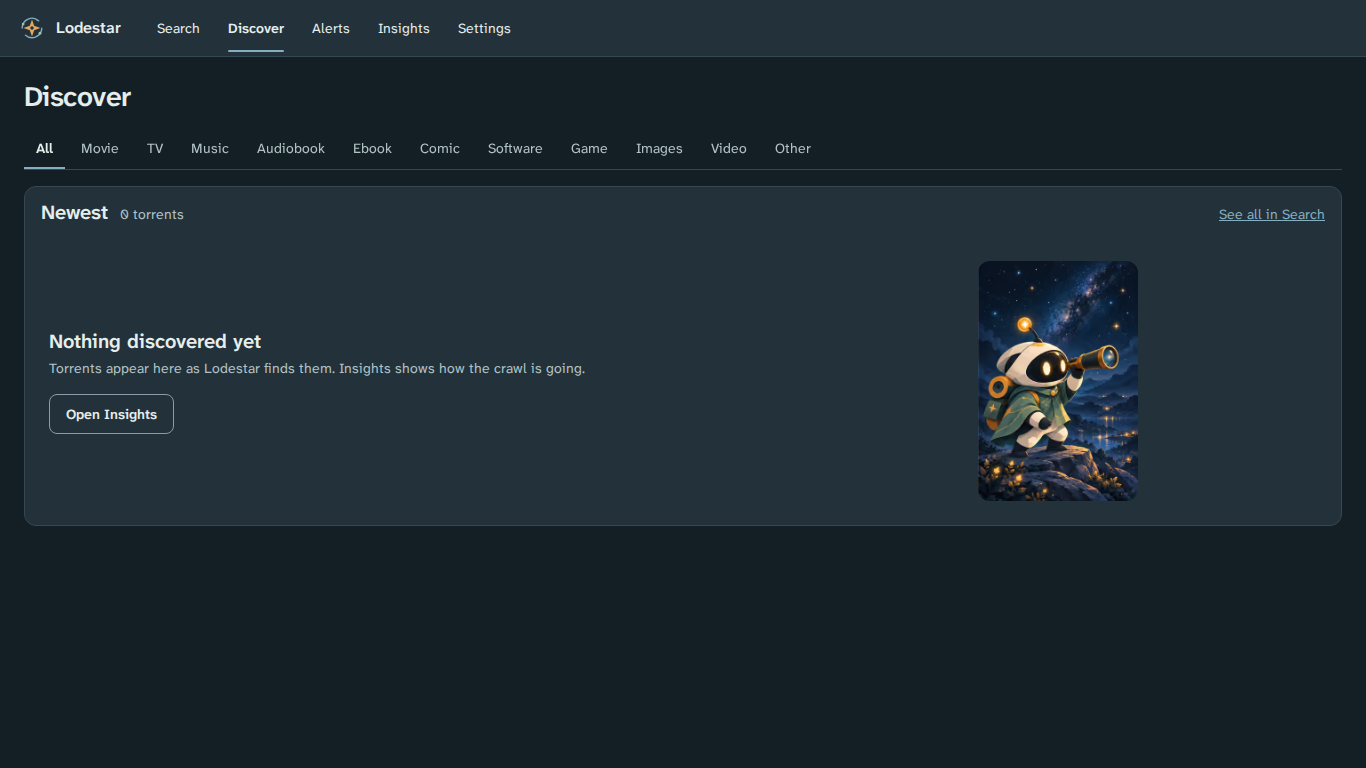 Lodestar Search Discover Alerts Insights Settings
Discover
All Movie TV Music Audiobook Ebook Comic Software Game Images Video Other
Newest 0 torrents See all in Search
Nothing discovered yet
Torrents appear here as Lodestar finds them. Insights shows how the crawl is going.
Open Insights